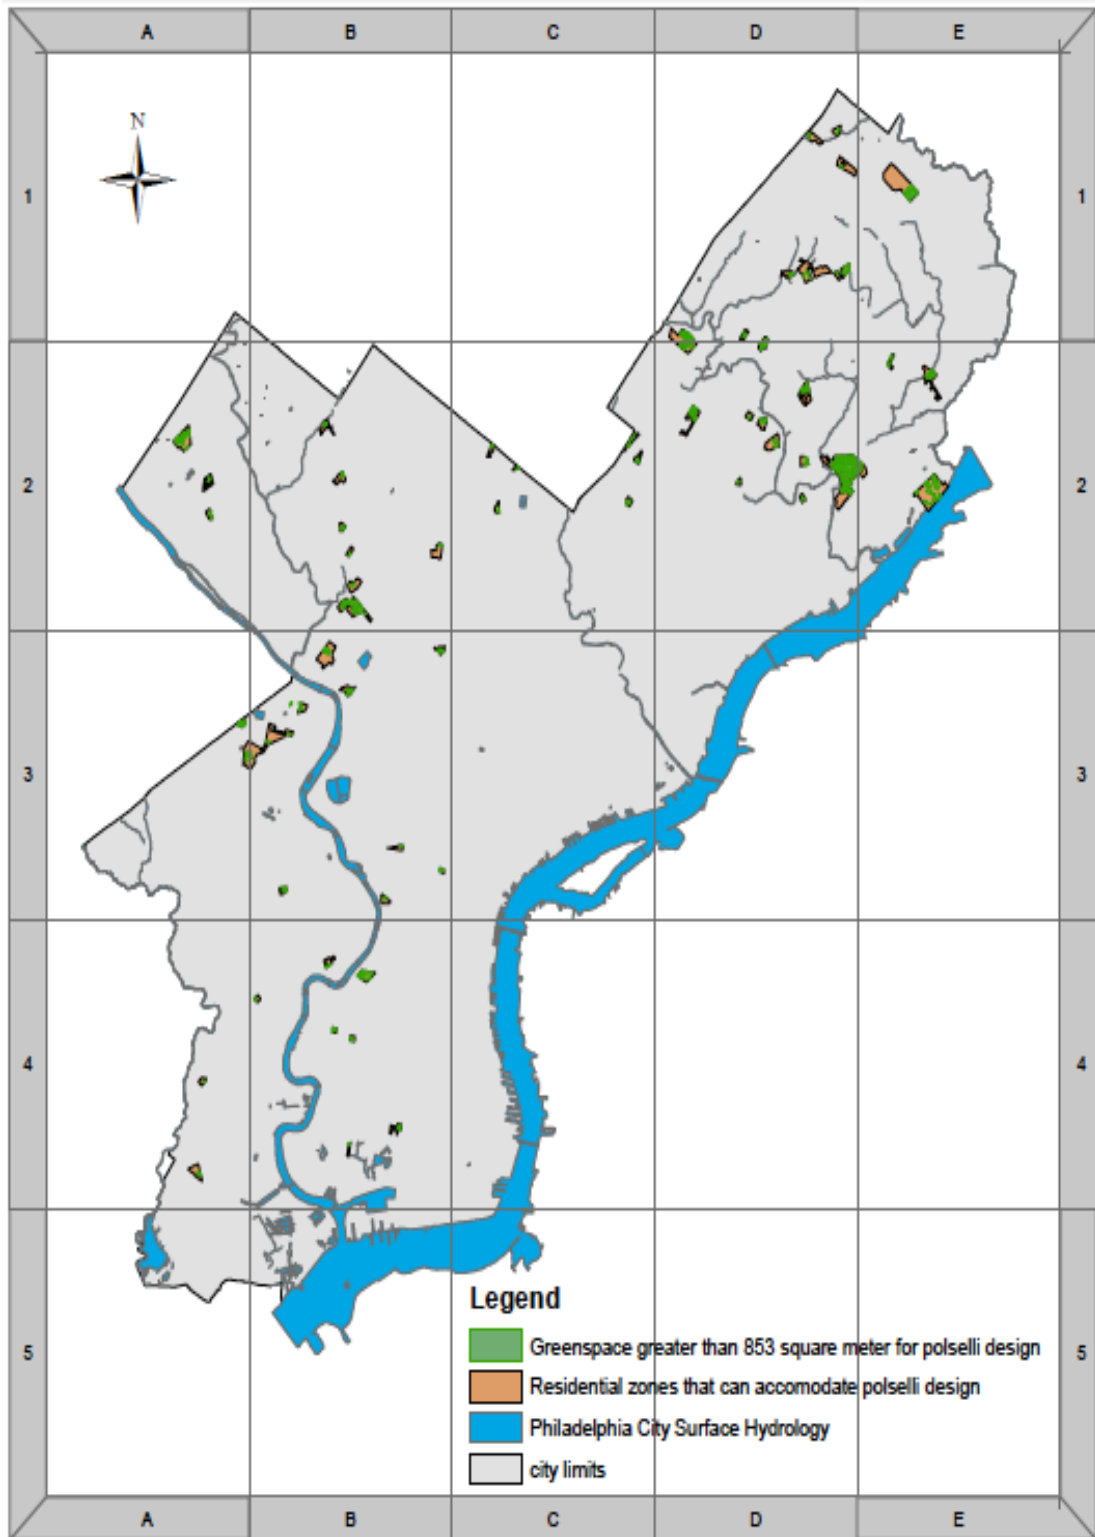 A B C D E
N
1 1
2 2
3 3
4 4
Legend
Greenspace greater than 853 square meter for polselli design
5 5
Residential zones that can accomodate polselli design
Philadelphia City Surface Hydrology
city limits
A B C D E